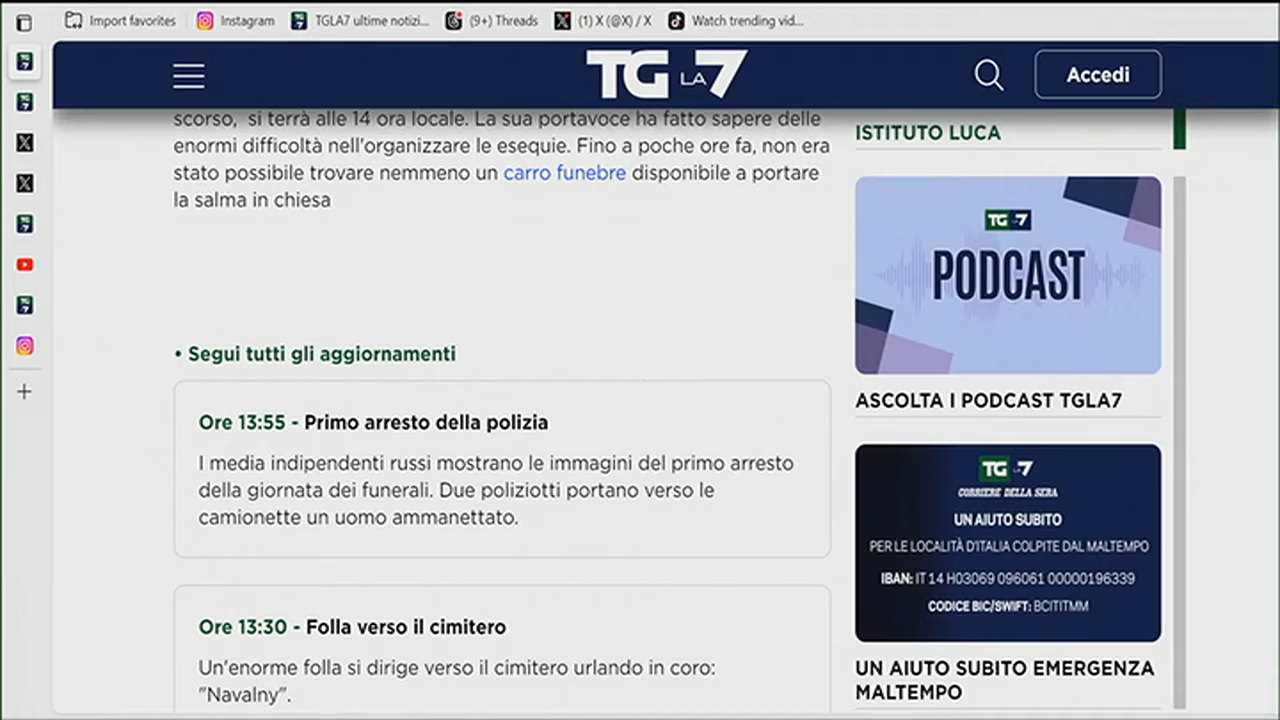 Import favorites
Instagram
TGLA7 ultime notizi...
(9+) Threads
(1) X (@X) / X
Watch trending vid...
TG LA 7
Accedi
scorso, si terrà alle 14 ora locale. La sua portavoce ha fatto sapere delle
enormi difficoltà nell'organizzare le esequie. Fino a poche ore fa, non era
stato possibile trovare nemmeno un carro funebre disponibile a portare
la salma in chiesa
• Segui tutti gli aggiornamenti
Ore 13:55 - Primo arresto della polizia
I media indipendenti russi mostrano le immagini del primo arresto
della giornata dei funerali. Due poliziotti portano verso le
camionette un uomo ammanettato.
Ore 13:30 - Folla verso il cimitero
Un'enorme folla si dirige verso il cimitero urlando in coro:
"Navalny".
ISTITUTO LUCA
TG LA 7
PODCAST
ASCOLTA I PODCAST TGLA7
TG LA 7
CORRIERE DELLA SERA
UN AIUTO SUBITO
PER LE LOCALITÀ D'ITALIA COLPITE DAL MALTEMPO
IBAN: IT 14 H03069 096061 00000196339
CODICE BIC/SWIFT: BCITITMM
UN AIUTO SUBITO EMERGENZA
MALTEMPO